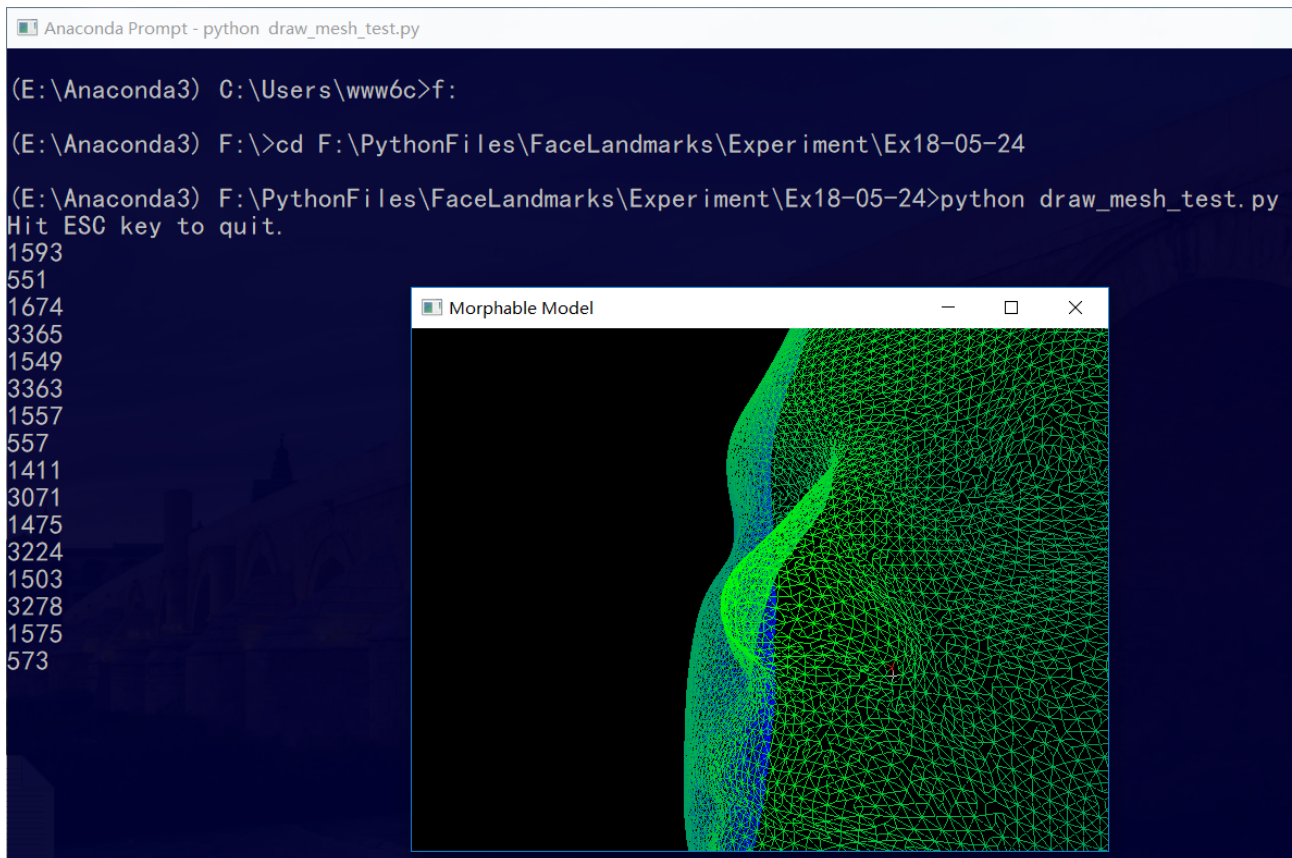 Anaconda Prompt - python  draw_mesh_test.py
(E:\Anaconda3) C:\Users\www6c>f:
(E:\Anaconda3) F:\>cd F:\PythonFiles\FaceLandmarks\Experiment\Ex18-05-24
(E:\Anaconda3) F:\PythonFiles\FaceLandmarks\Experiment\Ex18-05-24>python draw_mesh_test.py
Hit ESC key to quit.
1593
551
1674
3365
1549
3363
1557
557
1411
3071
1475
3224
1503
3278
1575
573
Morphable Model